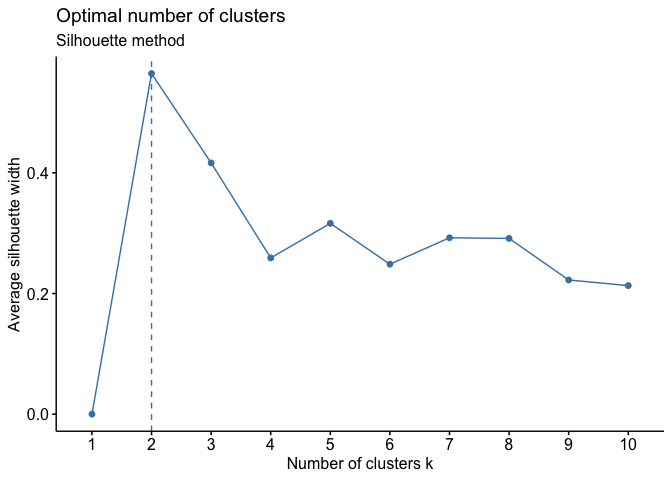 Optimal number of clusters
Silhouette method
Average silhouette width
0.4
0.2
0.0
1 2 3 4 5 6 7 8 9 10
Number of clusters k